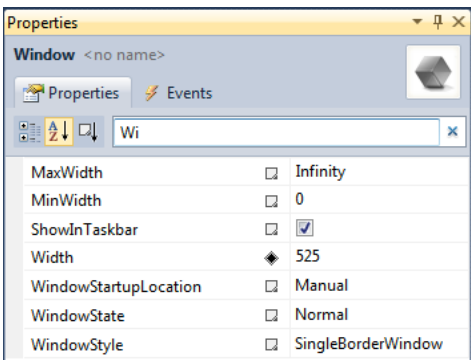 Properties
Window <no name>
Properties Events
Wi
MaxWidth Infinity
MinWidth 0
ShowInTaskbar
Width 525
WindowStartupLocation Manual
WindowState Normal
WindowStyle SingleBorderWindow